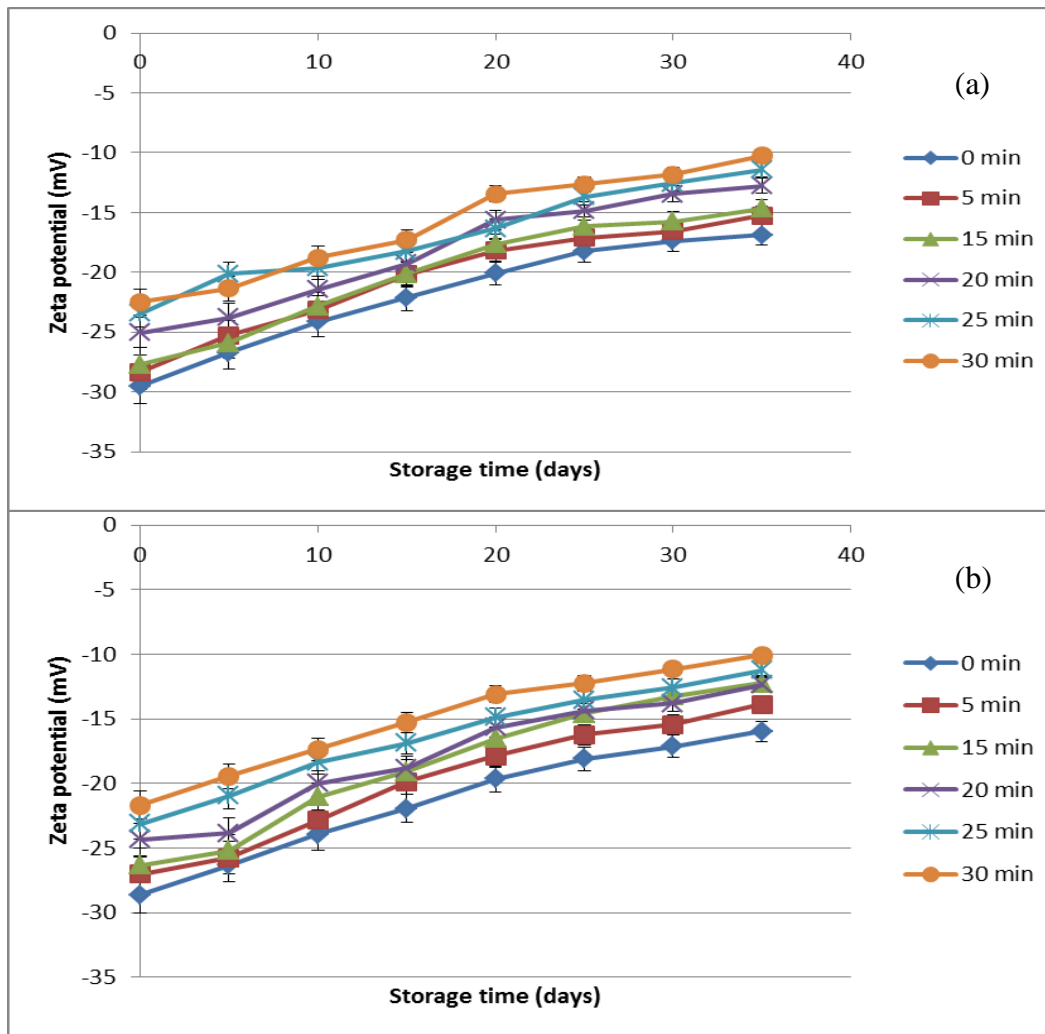 0
0
10
20
30
40
-5
(a)
-10
-15
-20
-25
-30
-35
Zeta potential (mV)
Storage time (days)
0 min
5 min
15 min
20 min
25 min
30 min
0
0
10
20
30
40
-5
(b)
-10
-15
-20
-25
-30
-35
Zeta potential (mV)
Storage time (days)
0 min
5 min
15 min
20 min
25 min
30 min